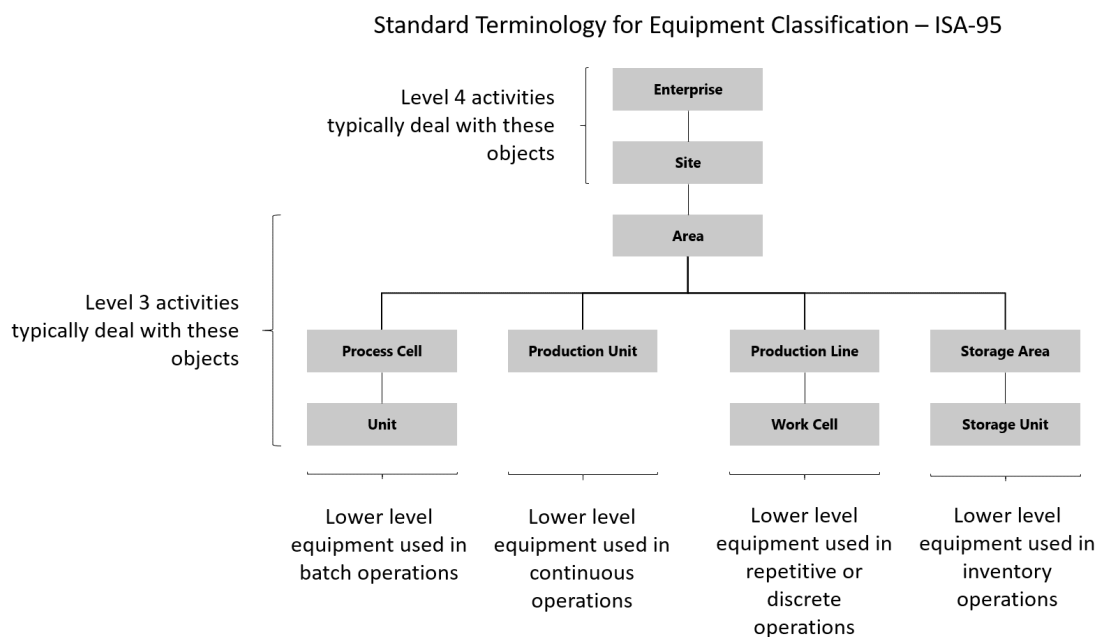 Standard Terminology for Equipment Classification – ISA-95
Enterprise
Level 4 activities
typically deal with these
objects
Site
Area
Level 3 activities
typically deal with these
objects
Process Cell
Production Unit
Production Line
Storage Area
Unit
Work Cell
Storage Unit
Lower level
equipment used in
batch operations
Lower level
equipment used in
continuous
operations
Lower level
equipment used in
repetitive or
discrete
operations
Lower level
equipment used in
inventory
operations